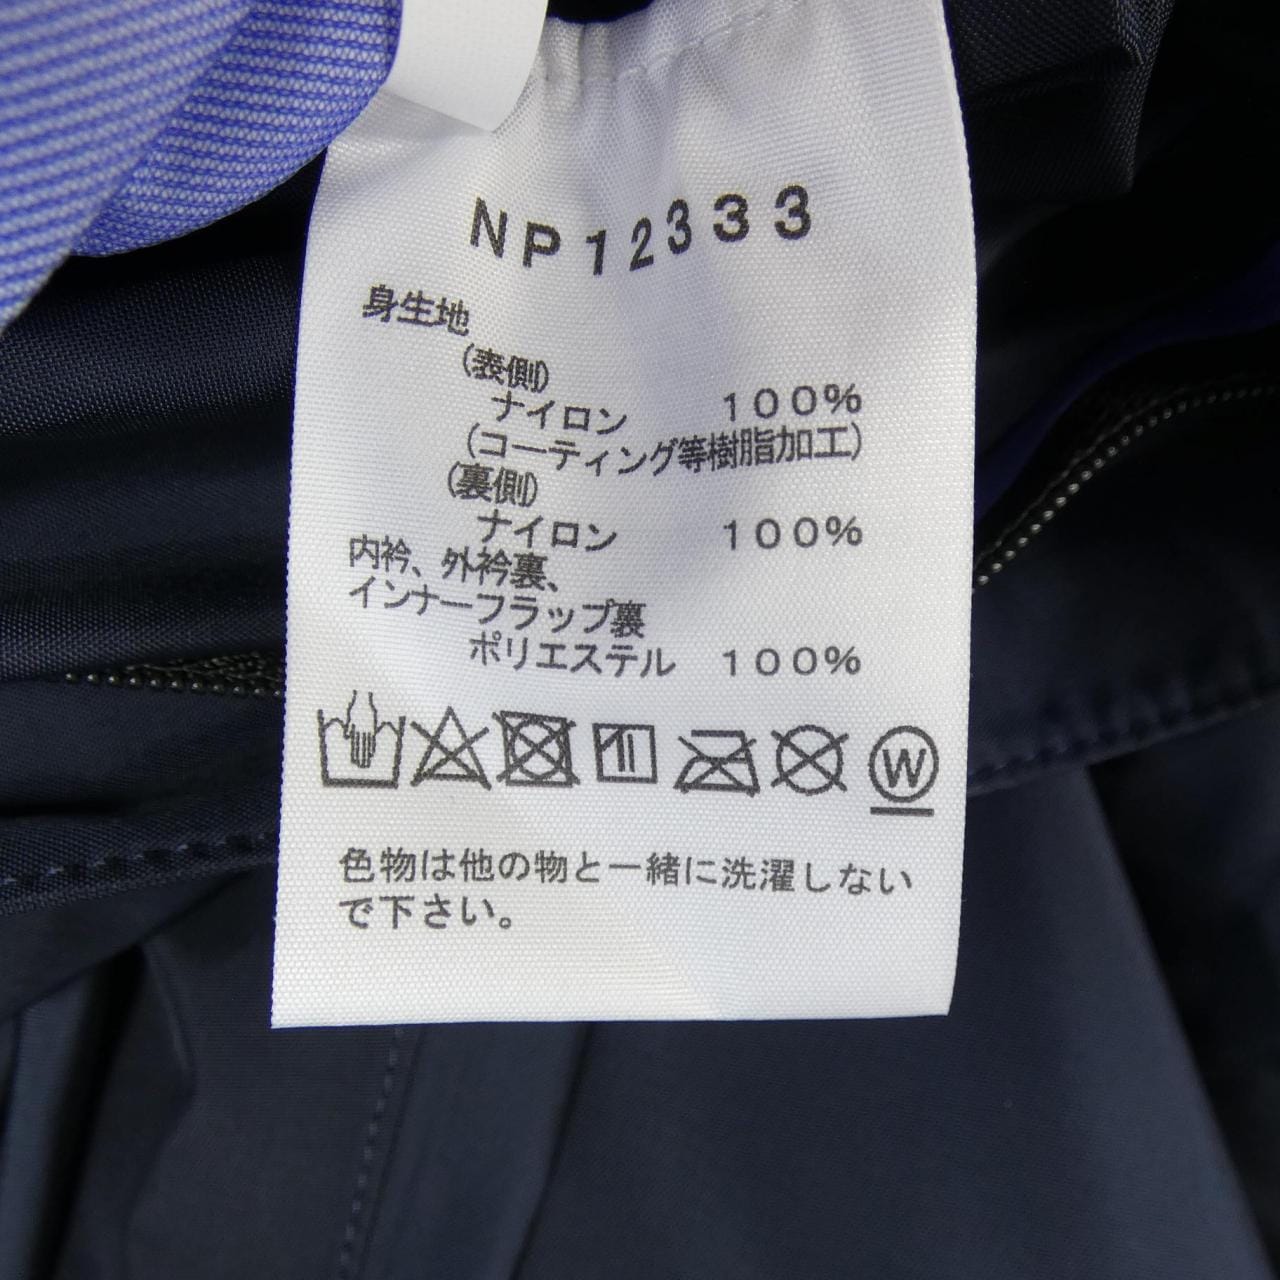 NP12333
身生地
(表側)
ナイロン 100%
(コーティング等樹脂加工)
(裏側)
ナイロン 100%
内衿、外衿裏、
インナーフラップ裏
ポリエステル 100%
W
色物は他の物と一緒に洗濯しない
で下さい。